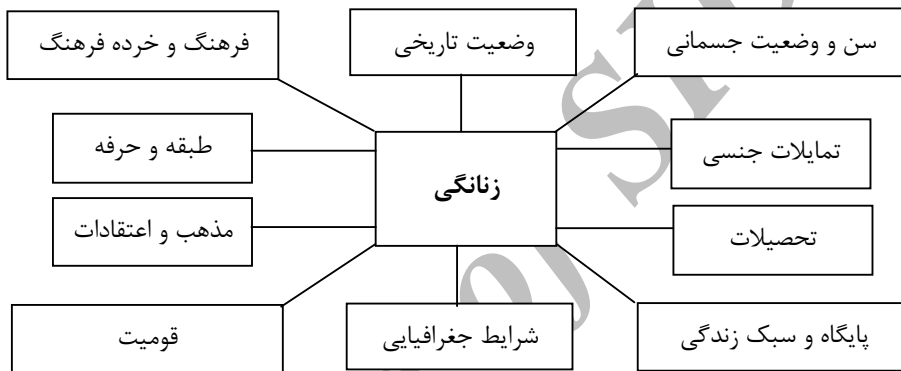 سن و وضعیت جسمانی
وضعیت تاریخی
فرهنگ و خرده فرهنگ
تمایلات جنسی
طبقه و حرفه
زنانگی
تحصیلات
مذهب و اعتقادات
پایگاه و سبک زندگی
شرایط جغرافیایی
قومیت